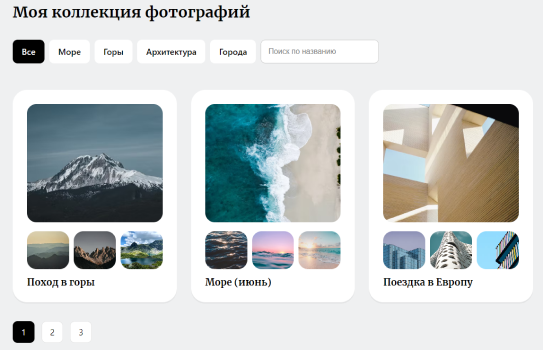 Моя коллекция фотографий
Все Море Горы Архитектура Города Поиск по названию
Поход в горы Море (июнь) Поездка в Европу
1 2 3